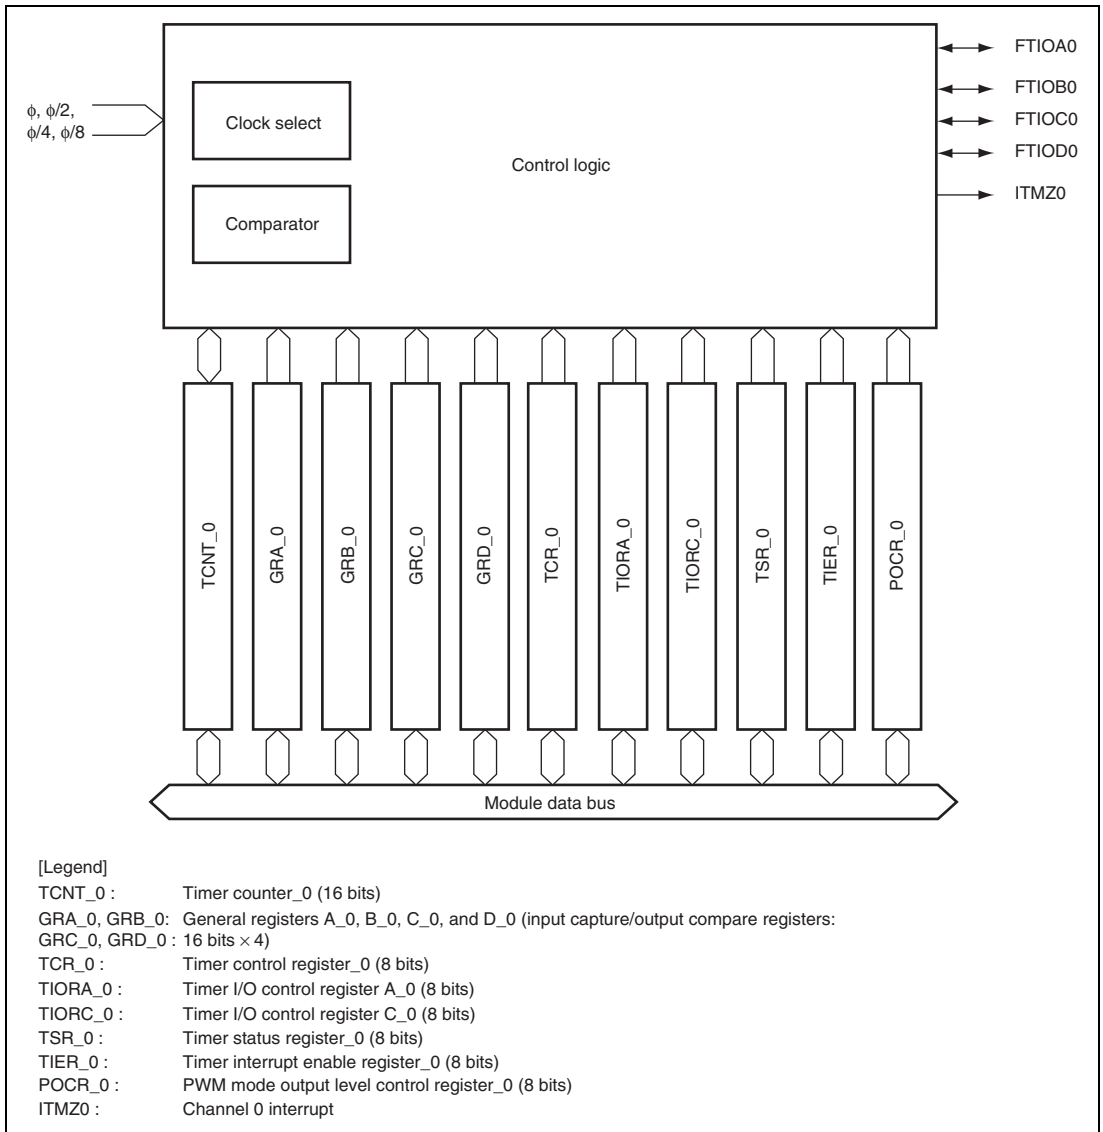 FTIOA0
φ, φ/2,
φ/4, φ/8
Clock select
FTIOB0
FTIOC0
FTIOD0
Control logic
ITMZ0
Comparator
TCNT_0
GRA_0
GRB_0
GRC_0
GRD_0
TCR_0
TIORA_0
TIORC_0
TSR_0
TIER_0
POCR_0
Module data bus
[Legend]
TCNT_0 : Timer counter_0 (16 bits)
GRA_0, GRB_0: General registers A_0, B_0, C_0, and D_0 (input capture/output compare registers:
GRC_0, GRD_0 : 16 bits × 4)
TCR_0 : Timer control register_0 (8 bits)
TIORA_0 : Timer I/O control register A_0 (8 bits)
TIORC_0 : Timer I/O control register C_0 (8 bits)
TSR_0 : Timer status register_0 (8 bits)
TIER_0 : Timer interrupt enable register_0 (8 bits)
POCR_0 : PWM mode output level control register_0 (8 bits)
ITMZ0 : Channel 0 interrupt